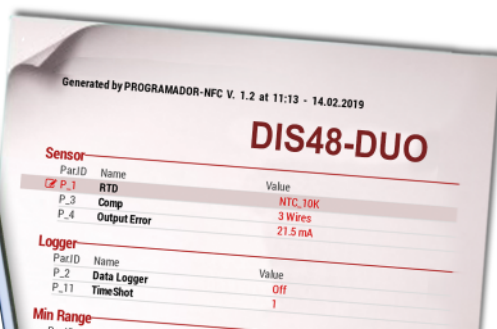 Generated by PROGRAMADOR-NFC V. 1.2 at 11:13 - 14.02.2019
DIS48-DUO
Sensor
Par.ID Name Value
P_1 RTD NTC_10K
P_3 Comp 3 Wires
P_4 Output Error 21.5 mA
Logger
Par.ID Name Value
P_2 Data Logger Off
P_11 TimeShot 1
Min Range